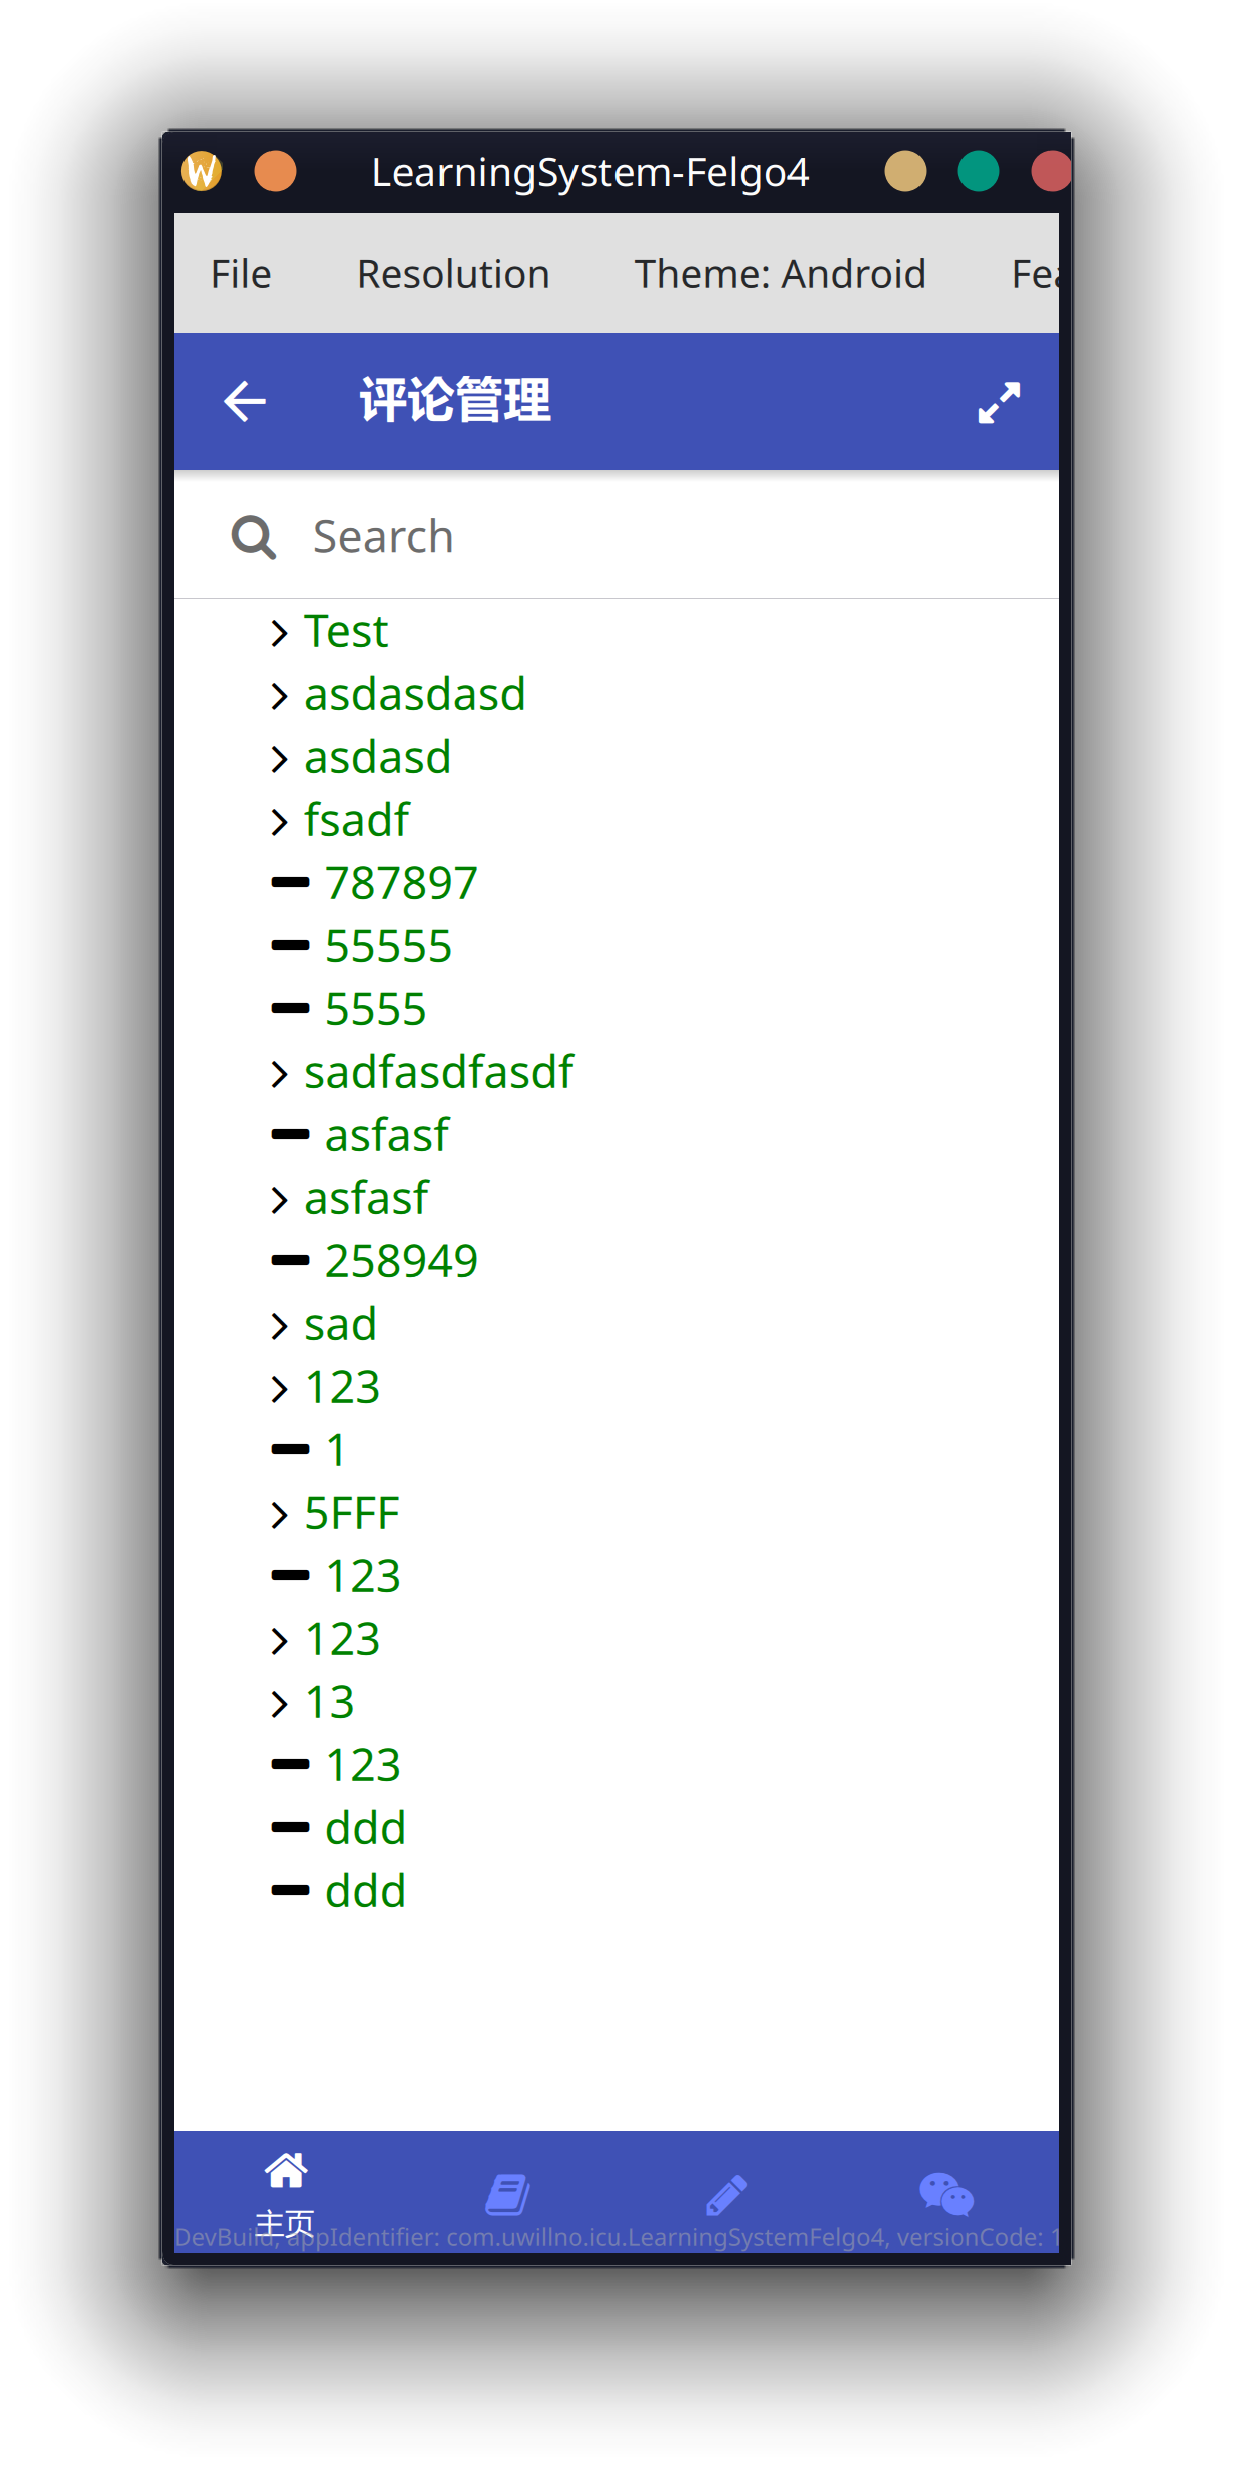 LearningSystem-Felgo4
File Resolution Theme: Android Fea
评论管理
Search
Test
asdasdasd
asdasd
fsadf
787897
55555
5555
sadfasdfasdf
asfasf
asfasf
258949
sad
123
1
5FFF
123
123
13
123
ddd
ddd
主页
DevBuild, appIdentifier: com.uwillno.icu.LearningSystemFelgo4, versionCode: 1